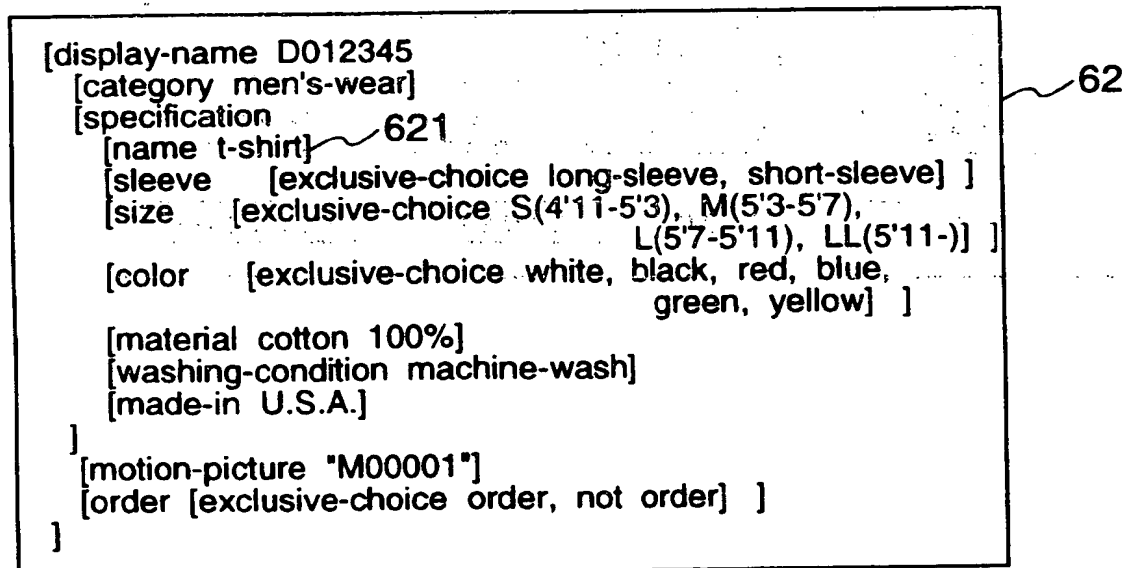 [display-name D012345
[category men's-wear]
62
[specification
621
[name t-shirt]
[sleeve [exclusive-choice long-sleeve, short-sleeve] ]
[size [exclusive-choice S(4'11-5'3), M(5'3-5'7),
L(5'7-5'11), LL(5'11-)] ]
[color [exclusive-choice white, black, red, blue,
green, yellow] ]
[material cotton 100%]
[washing-condition machine-wash]
[made-in U.S.A.]
]
[motion-picture "M00001"]
[order [exclusive-choice order, not order] ]
]